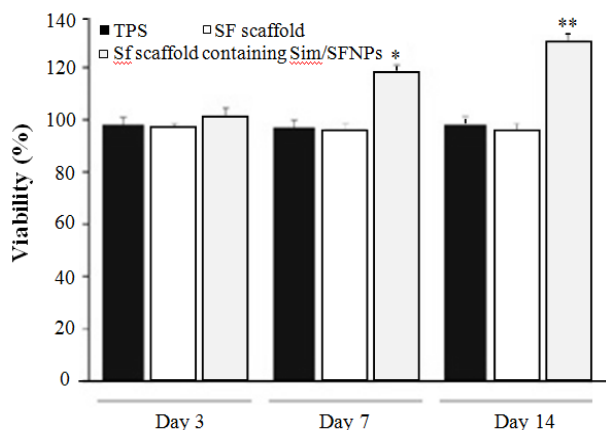 140
120
100
80
60
40
20
0
Viability (%)
TPS SF scaffold
Sf scaffold containing Sim/SFNPs
*
**
Day 3 Day 7 Day 14